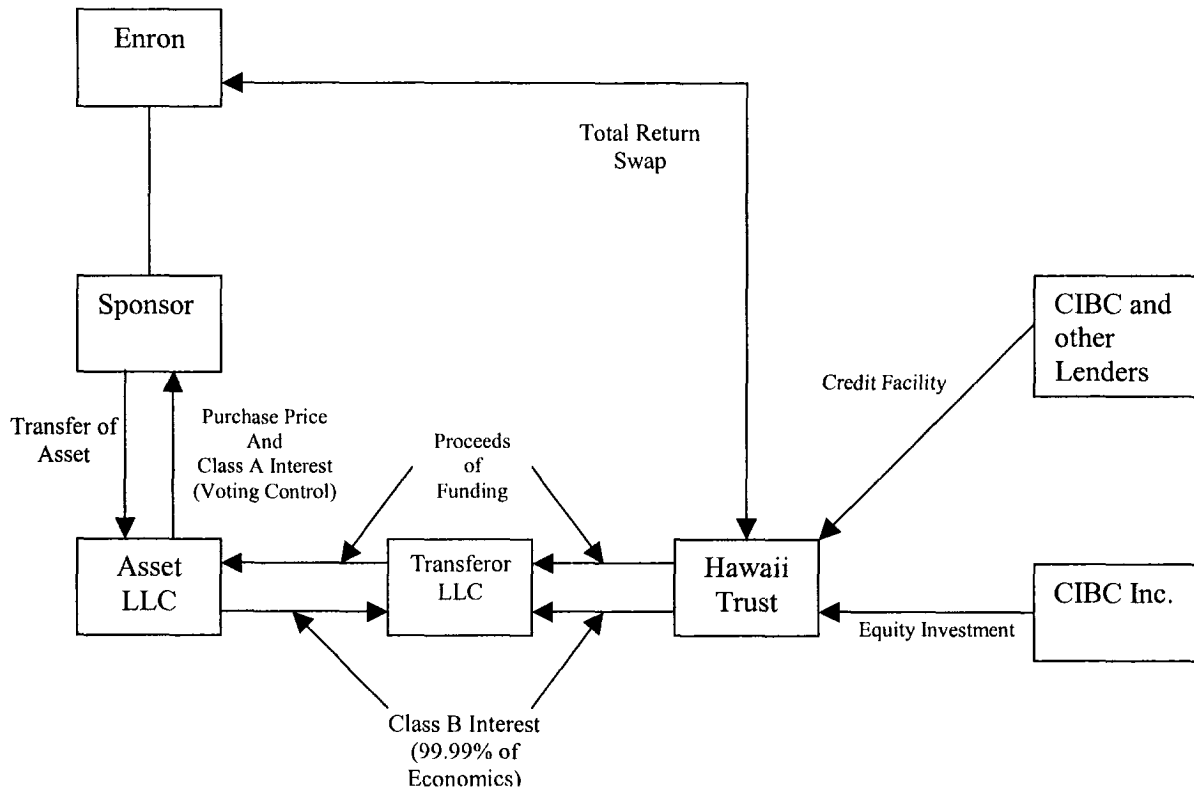 Enron
Total Return
Swap
Sponsor
CIBC and
other
Lenders
Credit Facility
Transfer of
Asset
Purchase Price
And
Class A Interest
(Voting Control)
Proceeds
of
Funding
Asset
LLC
Transferor
LLC
Hawaii
Trust
CIBC Inc.
Equity Investment
Class B Interest
(99.99% of
Economics)